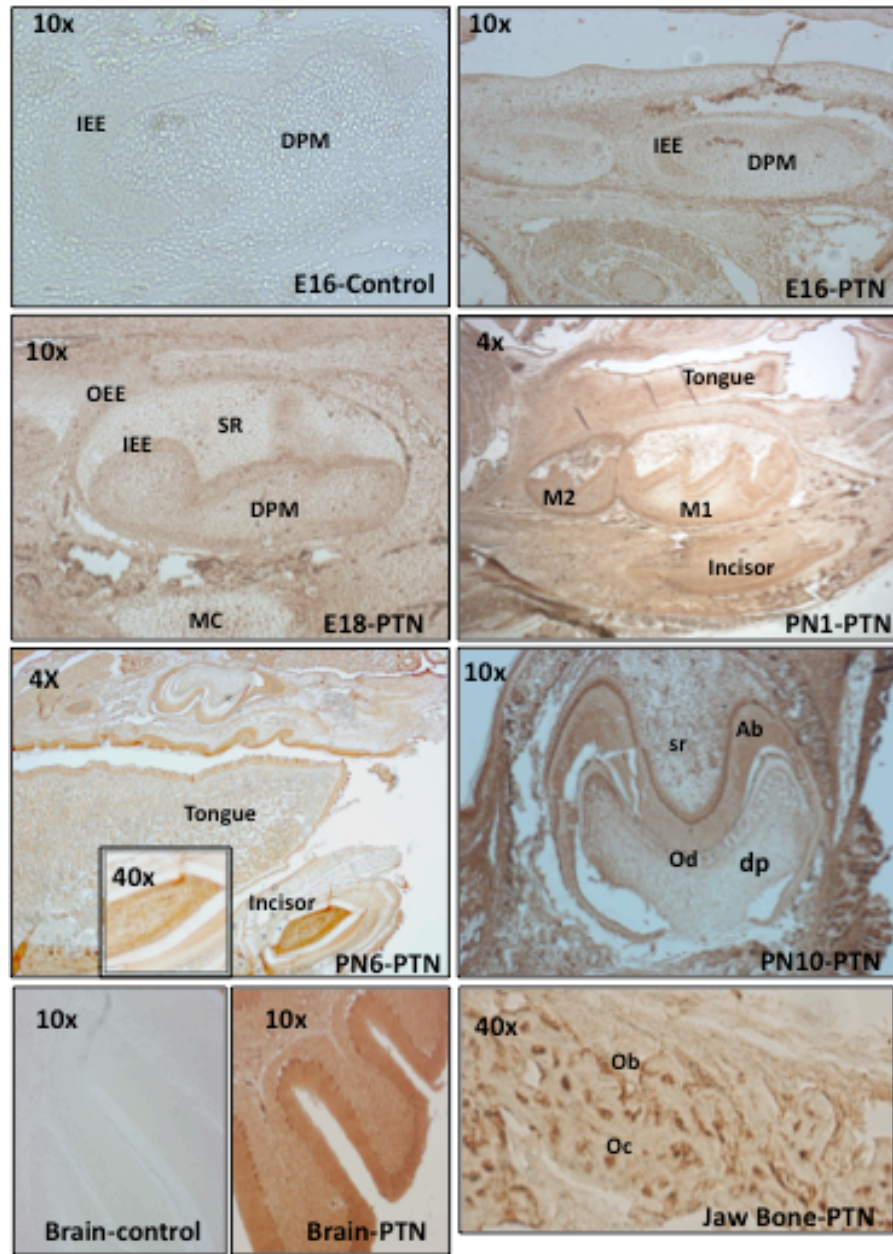 10x
IEE
DPM
E16-Control
10x
IEE
DPM
E16-PTN
10x
OEE
SR
IEE
DPM
MC
E18-PTN
4x
Tongue
M2
M1
Incisor
PN1-PTN
4X
Tongue
40x
Incisor
PN6-PTN
10x
sr
Ab
Od
dp
PN10-PTN
10x
Brain-control
10x
Brain-PTN
40x
Ob
Oc
Jaw Bone-PTN